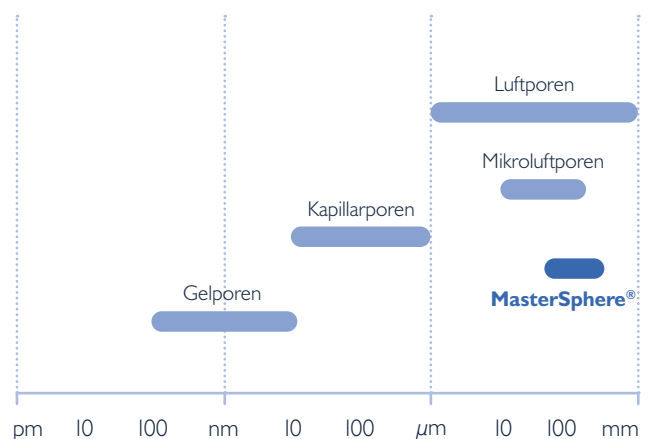 Luftporen
Mikroluftporen
Kapillarporen
MasterSphere®
Gelporen
pm 10 100 nm 10 100 µm 10 100 mm